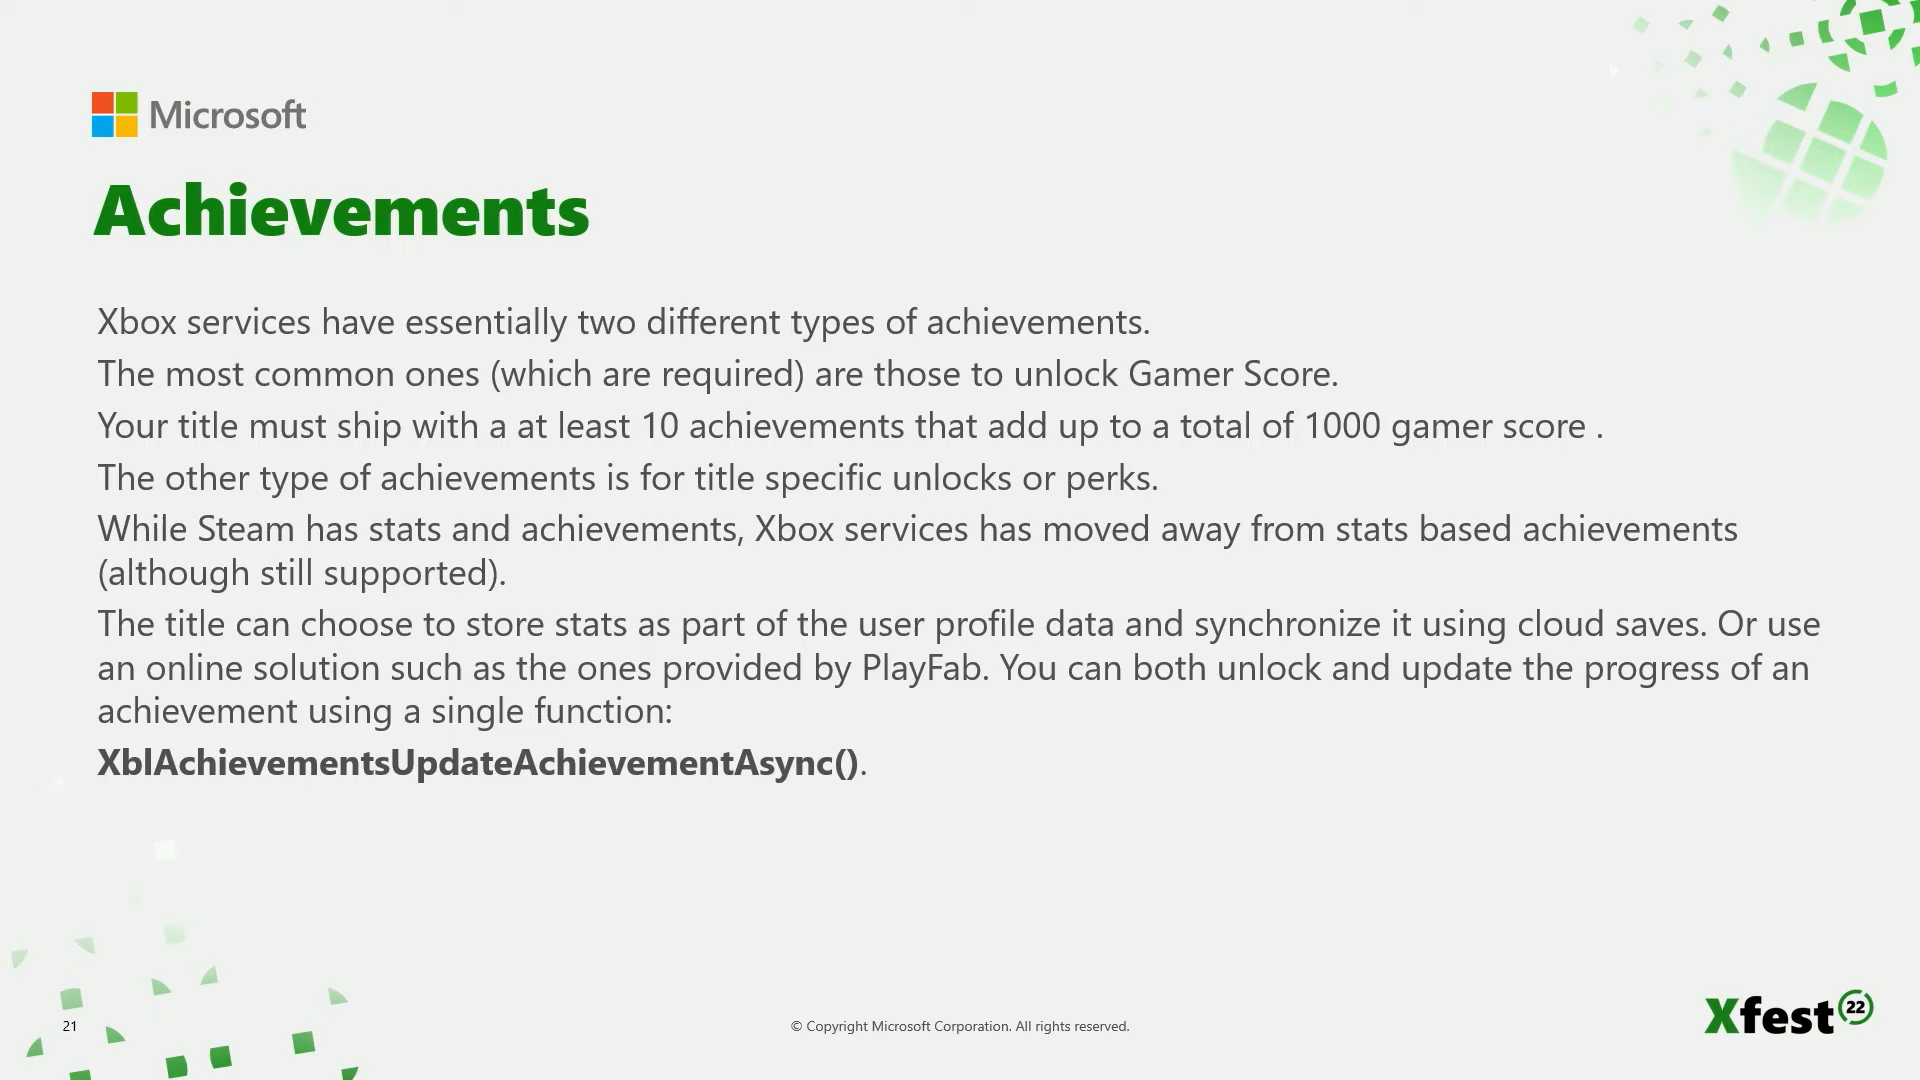 Microsoft
Achievements
Xbox services have essentially two different types of achievements.
The most common ones (which are required) are those to unlock Gamer Score.
Your title must ship with a at least 10 achievements that add up to a total of 1000 gamer score .
The other type of achievements is for title specific unlocks or perks.
While Steam has stats and achievements, Xbox services has moved away from stats based achievements
(although still supported).
The title can choose to store stats as part of the user profile data and synchronize it using cloud saves. Or use
an online solution such as the ones provided by PlayFab. You can both unlock and update the progress of an
achievement using a single function:
XblAchievementsUpdateAchievementAsync().
21
© Copyright Microsoft Corporation. All rights reserved.
Xfest 22